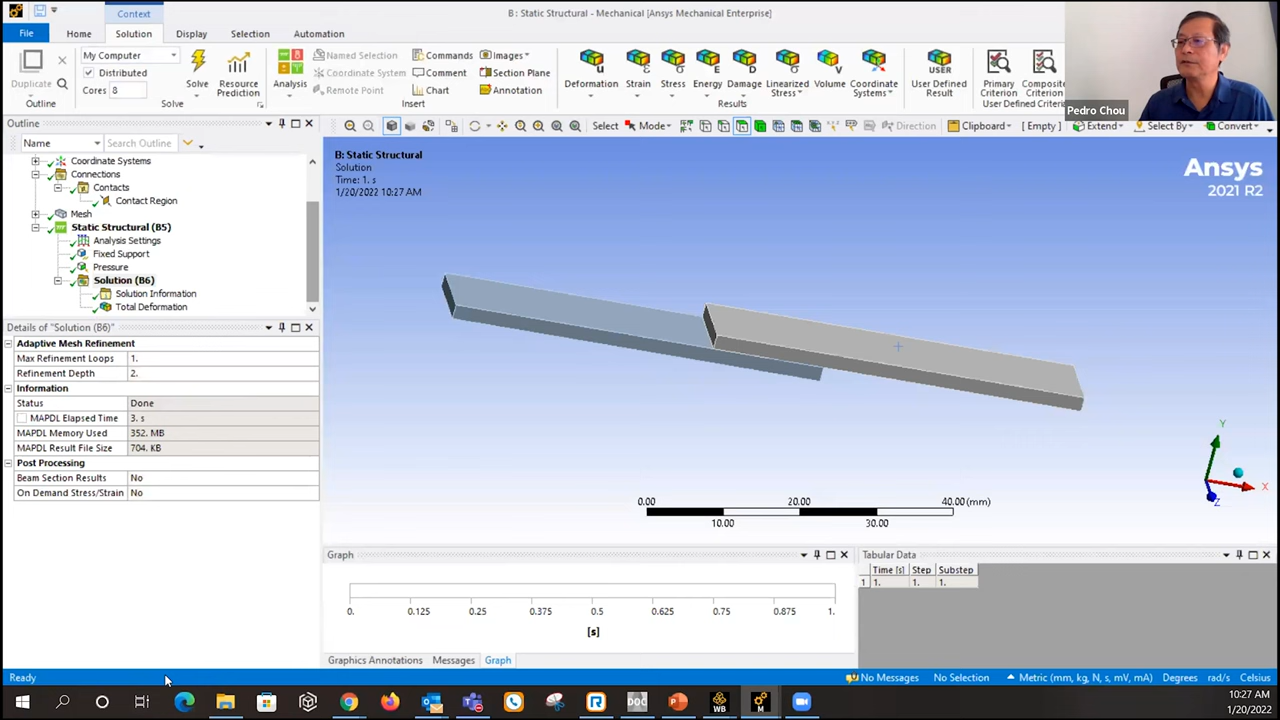 Context
B : Static Structural - Mechanical [Ansys Mechanical Enterprise]
File Home Solution Display Selection Automation
My Computer
Distributed
Cores 8
Duplicate
Outline
Solve
Resource
Prediction
Solve
Analysis
Named Selection
Coordinate System
Remote Point
Commands
Comment
Chart
Images
Section Plane
Annotation
Insert
Deformation
Strain
Stress
Energy
Damage
Linearized
Stress
Volume
Coordinate
Systems
Results
USER
User Defined
Result
Primary
Criterion
Composite
Criterion
User Defined Criteri
Pedro Chou
Outline
Name Search Outline
Select Mode Direction Clipboard [ Empty ] Extend Select By Convert
Coordinate Systems
Connections
Contacts
Contact Region
Mesh
Static Structural (B5)
Analysis Settings
Fixed Support
Pressure
Solution (B6)
Solution Information
Total Deformation
Details of "Solution (B6)"
Adaptive Mesh Refinement
Max Refinement Loops 1.
Refinement Depth 2.
Information
Status Done
MAPDL Elapsed Time 3. s
MAPDL Memory Used 352. MB
MAPDL Result File Size 704. KB
Post Processing
Beam Section Results No
On Demand Stress/Strain No
B: Static Structural
Solution
Time: 1. s
1/20/2022 10:27 AM
Ansys
2021 R2
Y
X
Z
0.00 20.00 40.00 (mm)
10.00 30.00
Graph
0. 0.125 0.25 0.375 0.5 0.625 0.75 0.875 1.
[s]
Graphics Annotations Messages Graph
Tabular Data
Time [s] Step Substep
1 1. 1. 1.
Ready
No Messages No Selection Metric (mm, kg, N, s, mV, mA) Degrees rad/s Celsius
DOC
WB
M
10:27 AM
1/20/2022